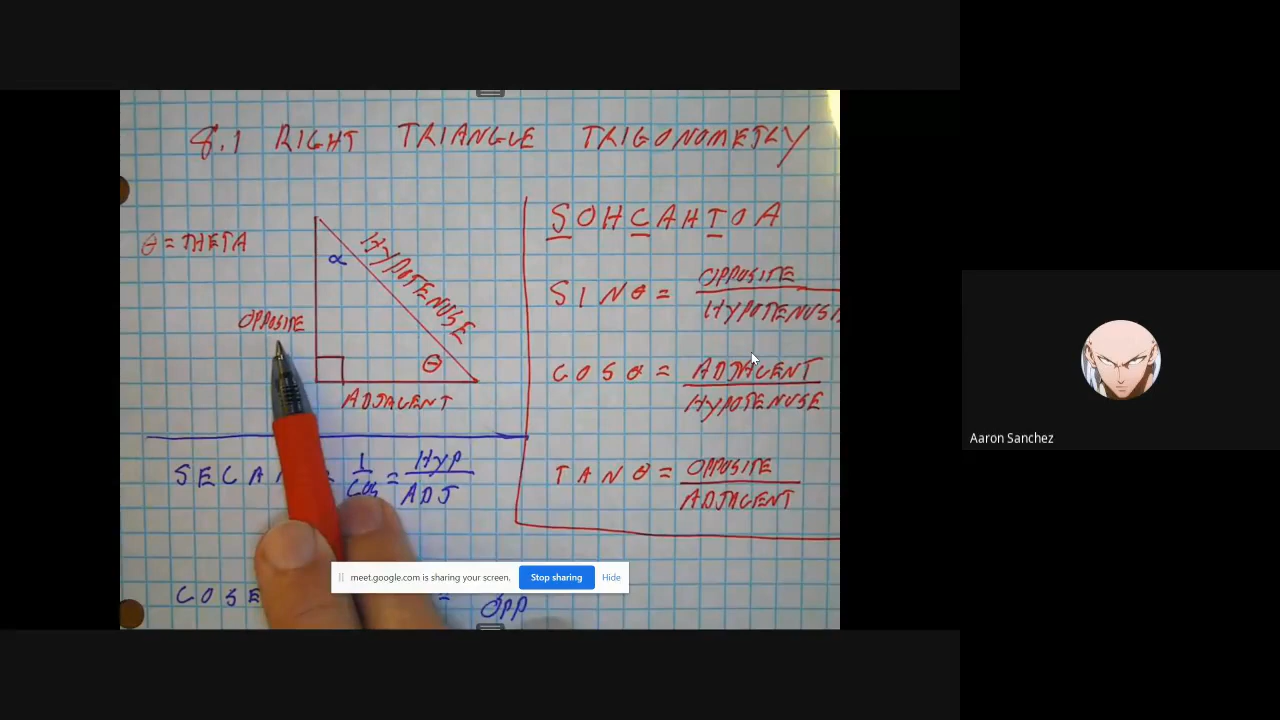 8.1 RIGHT TRIANGLE TRIGONOMETRY
θ = THETA
α
HYPOTENUSE
OPPOSITE
θ
ADJACENT
SOHCAHTOA
SIN θ = OPPOSITE
HYPOTENUSE
COS θ = ADJACENT
HYPOTENUSE
TAN θ = OPPOSITE
ADJACENT
SECAN = 1/COS = HYP/ADJ
COSE = OPP
meet.google.com is sharing your screen. Stop sharing Hide
Aaron Sanchez